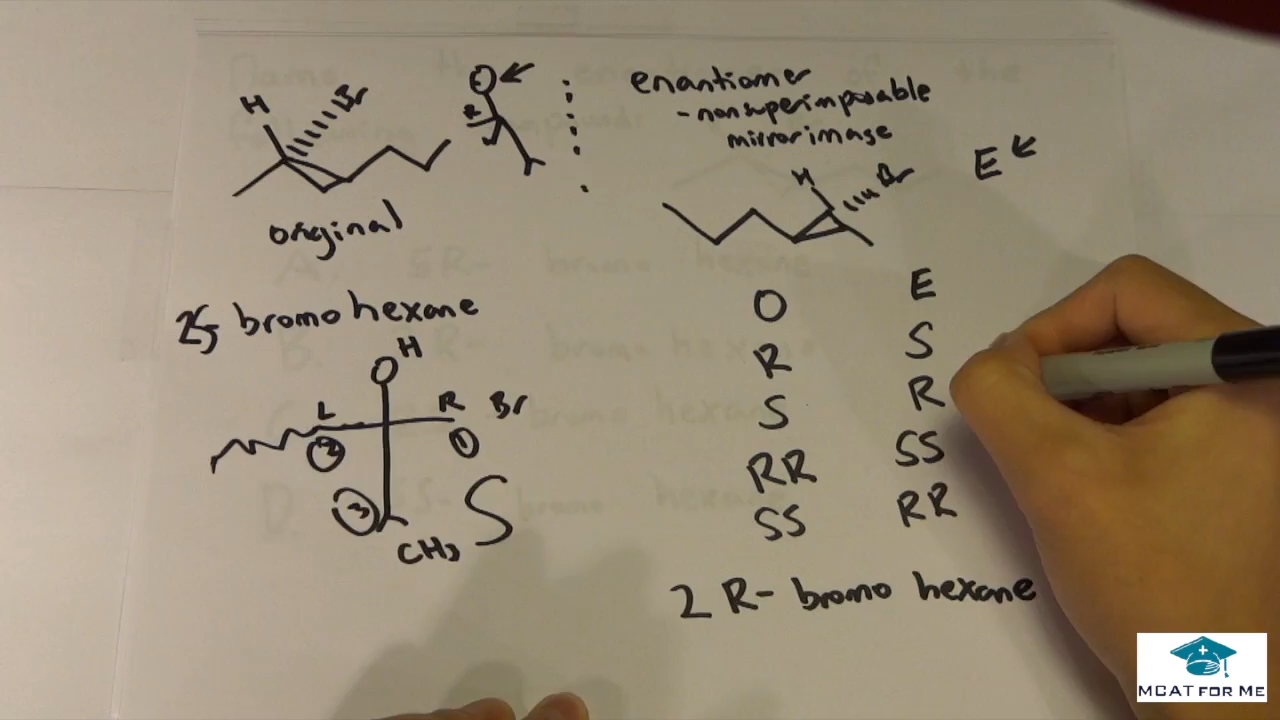 H
Br
original
2S bromohexane
H
L
R
Br
2
1
3
CH3
S
R
L
enantiomer
- nonsuperimposable
mirror image
H
Br
E
O E
R S
S R
RR SS
SS RR
2 R- bromo hexane
MCAT FOR ME